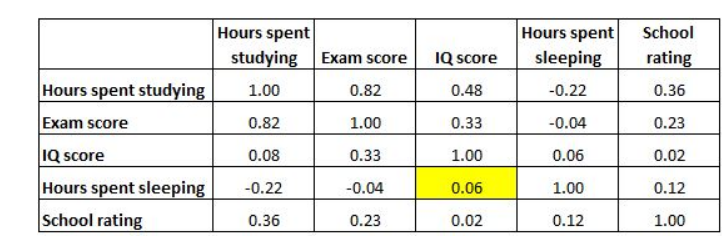 Hours spent studying Exam score IQ score Hours spent sleeping School rating
Hours spent studying 1.00 0.82 0.48 -0.22 0.36
Exam score 0.82 1.00 0.33 -0.04 0.23
IQ score 0.08 0.33 1.00 0.06 0.02
Hours spent sleeping -0.22 -0.04 0.06 1.00 0.12
School rating 0.36 0.23 0.02 0.12 1.00